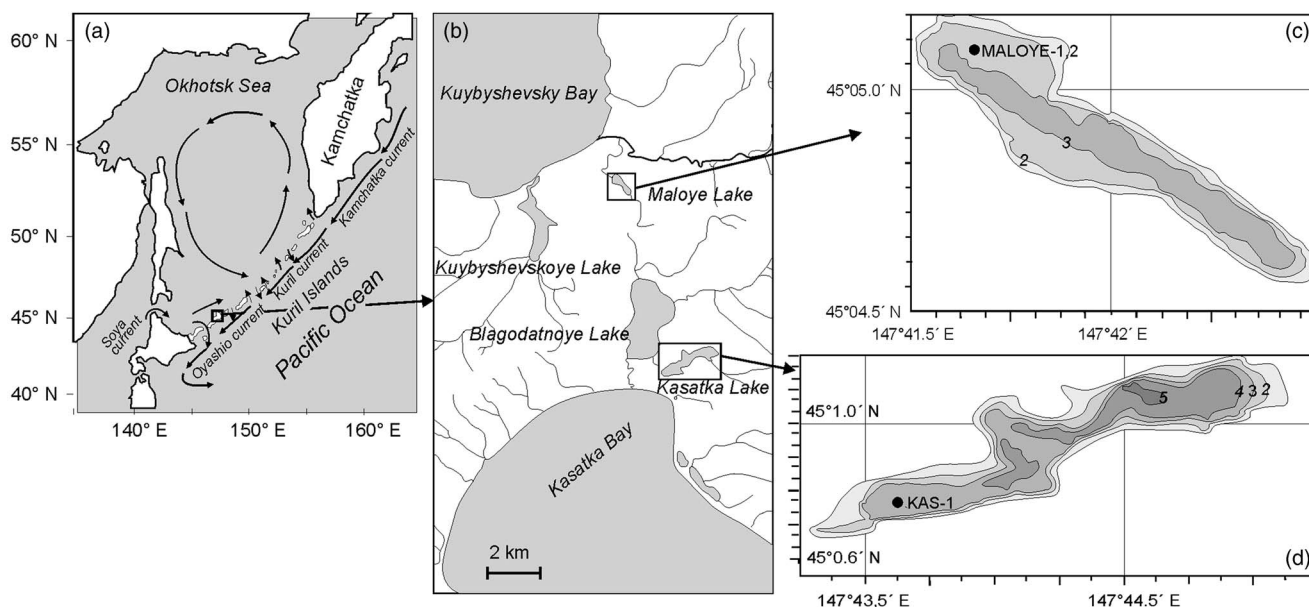 (a)
60° N
55° N
50° N
45° N
40° N
140° E
150° E
160° E
Okhotsk Sea
Kamchatka
Kamchatka current
Kuril current
Kuril Islands
Pacific Ocean
Soya
current
Oyashio current
(b)
Kuybyshevsky Bay
Maloye Lake
Kuybyshevskoye Lake
Blagodatnoye Lake
Kasatka Lake
Kasatka Bay
2 km
(c)
MALOYE-1,2
45°05.0´ N
3
2
45°04.5´ N
147°41.5´ E
147°42´ E
45°1.0´ N
5
4
3
2
KAS-1
45°0.6´ N
(d)
147°43.5´ E
147°44.5´ E